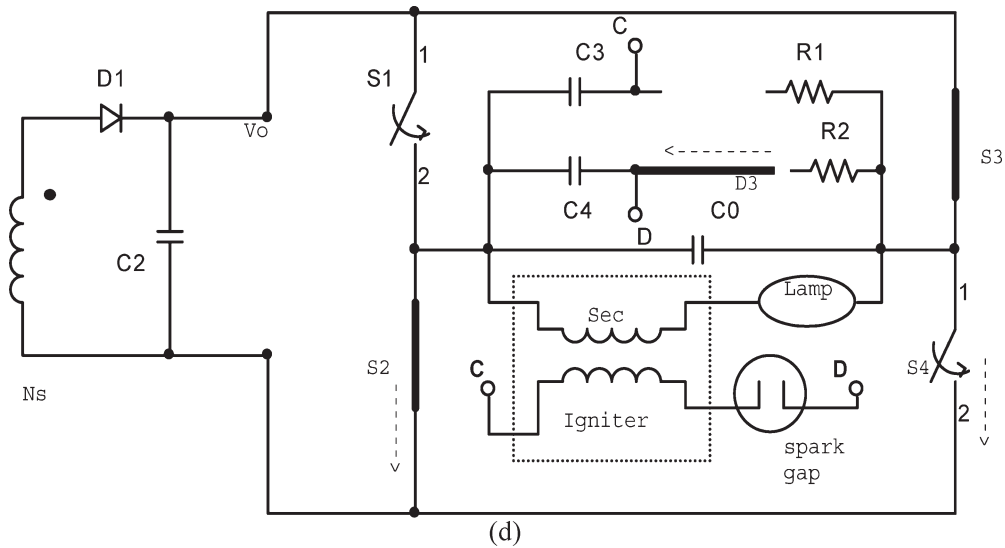 C
C3
R1
D1
S1
1
Vo
R2
S3
2
D3
C4
C0
D
C2
Lamp
1
Sec
S2
C
D
S4
Ns
Igniter
2
spark
gap
(d)